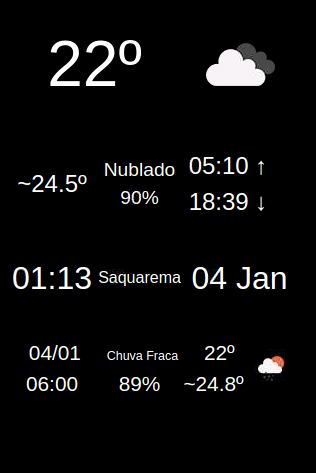 22º
~24.5º Nublado 05:10 ↑
90% 18:39 ↓
01:13 Saquarema 04 Jan
04/01 Chuva Fraca 22º
06:00 89% ~24.8º